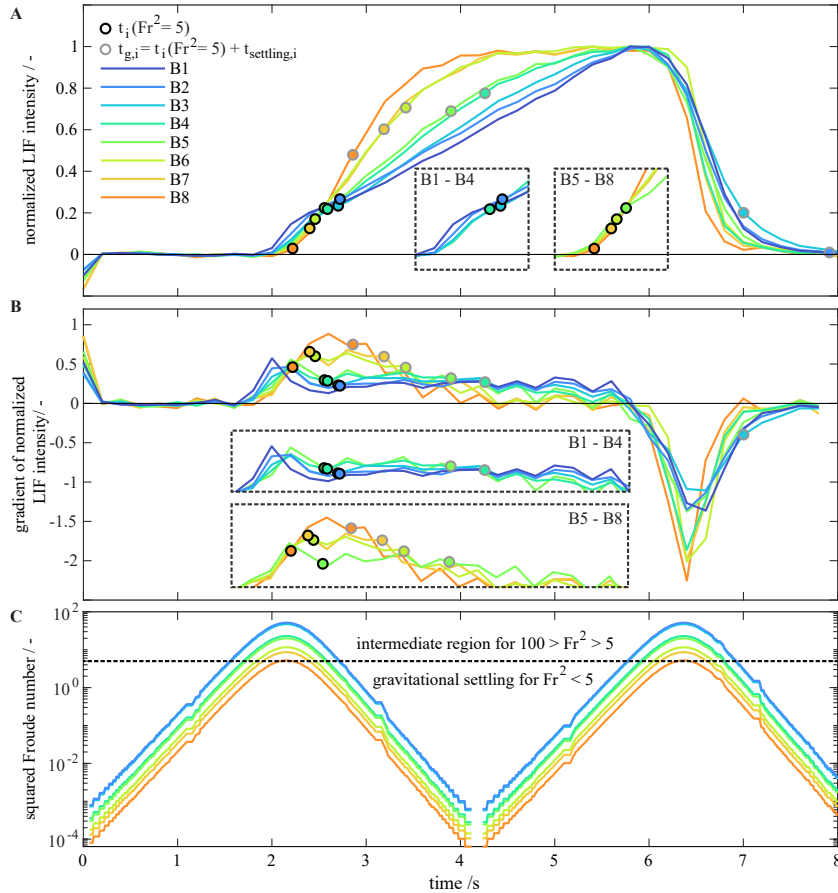 A
normalized LIF intensity / -
1
0.8
0.6
0.4
0.2
0
t_i (Fr² = 5)
t_g,i = t_i (Fr² = 5) + t_settling,i
B1
B2
B3
B4
B5
B6
B7
B8
B1 - B4
B5 - B8
B
gradient of normalized
LIF intensity/ -
1
0.5
0
-0.5
-1
-1.5
-2
B1 - B4
B5 - B8
C
squared Froude number / -
10²
10⁰
10⁻²
10⁻⁴
intermediate region for 100 > Fr² > 5
gravitational settling for Fr² < 5
0 1 2 3 4 5 6 7 8
time /s